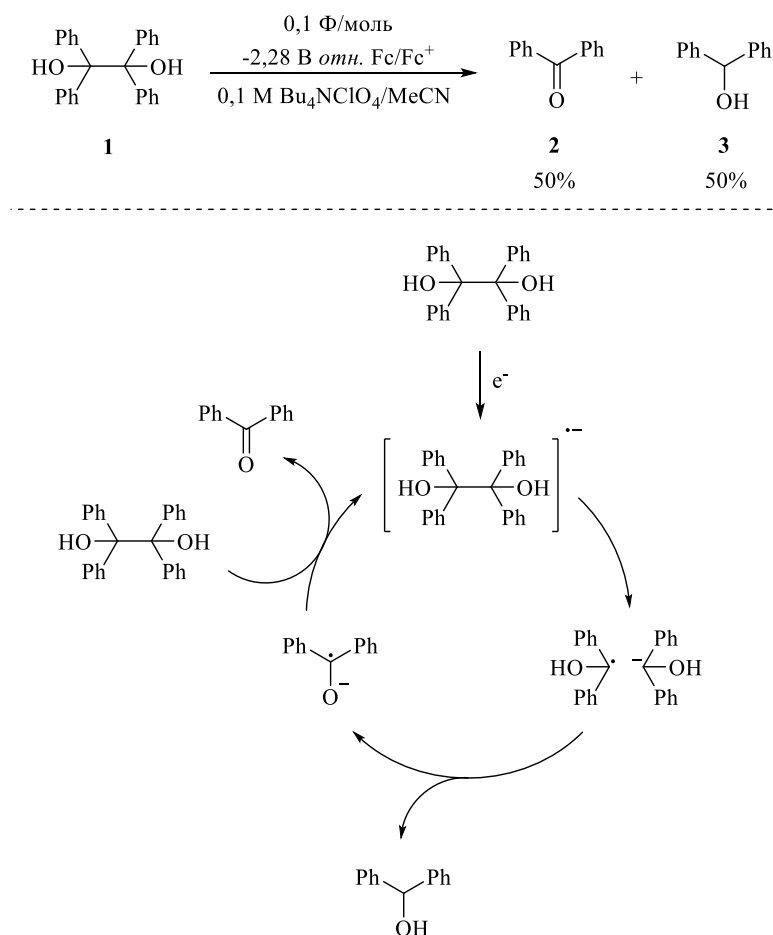 Ph Ph
HO OH
Ph Ph
1
0,1 Ф/моль
-2,28 В отн. Fc/Fc+
0,1 М Bu4NClO4/MeCN
Ph Ph
O
2
50%
+
Ph Ph
OH
3
50%
Ph Ph
HO OH
Ph Ph
e-
Ph Ph
O
Ph Ph
HO OH
Ph Ph
•−
Ph Ph
HO OH
Ph Ph
Ph Ph
O−
Ph Ph
HO • − OH
Ph Ph
Ph Ph
OH